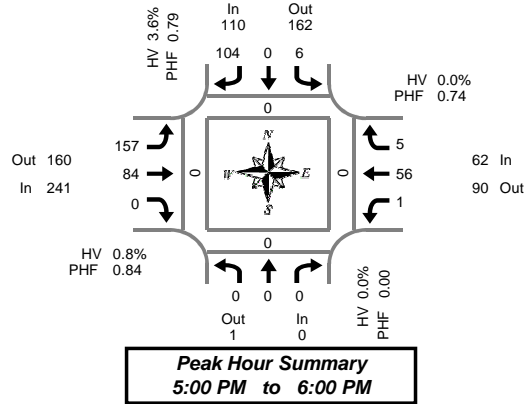 HV 3.6%
PHF 0.79
In
110
Out
162
104 0 6
0
HV 0.0%
PHF 0.74
Out 160
In 241
157
84
0
0
N
W E
S
0
5
56
1
62 In
90 Out
HV 0.8%
PHF 0.84
0
0 0 0
Out
1
In
0
HV 0.0%
PHF 0.00
Peak Hour Summary
5:00 PM to 6:00 PM